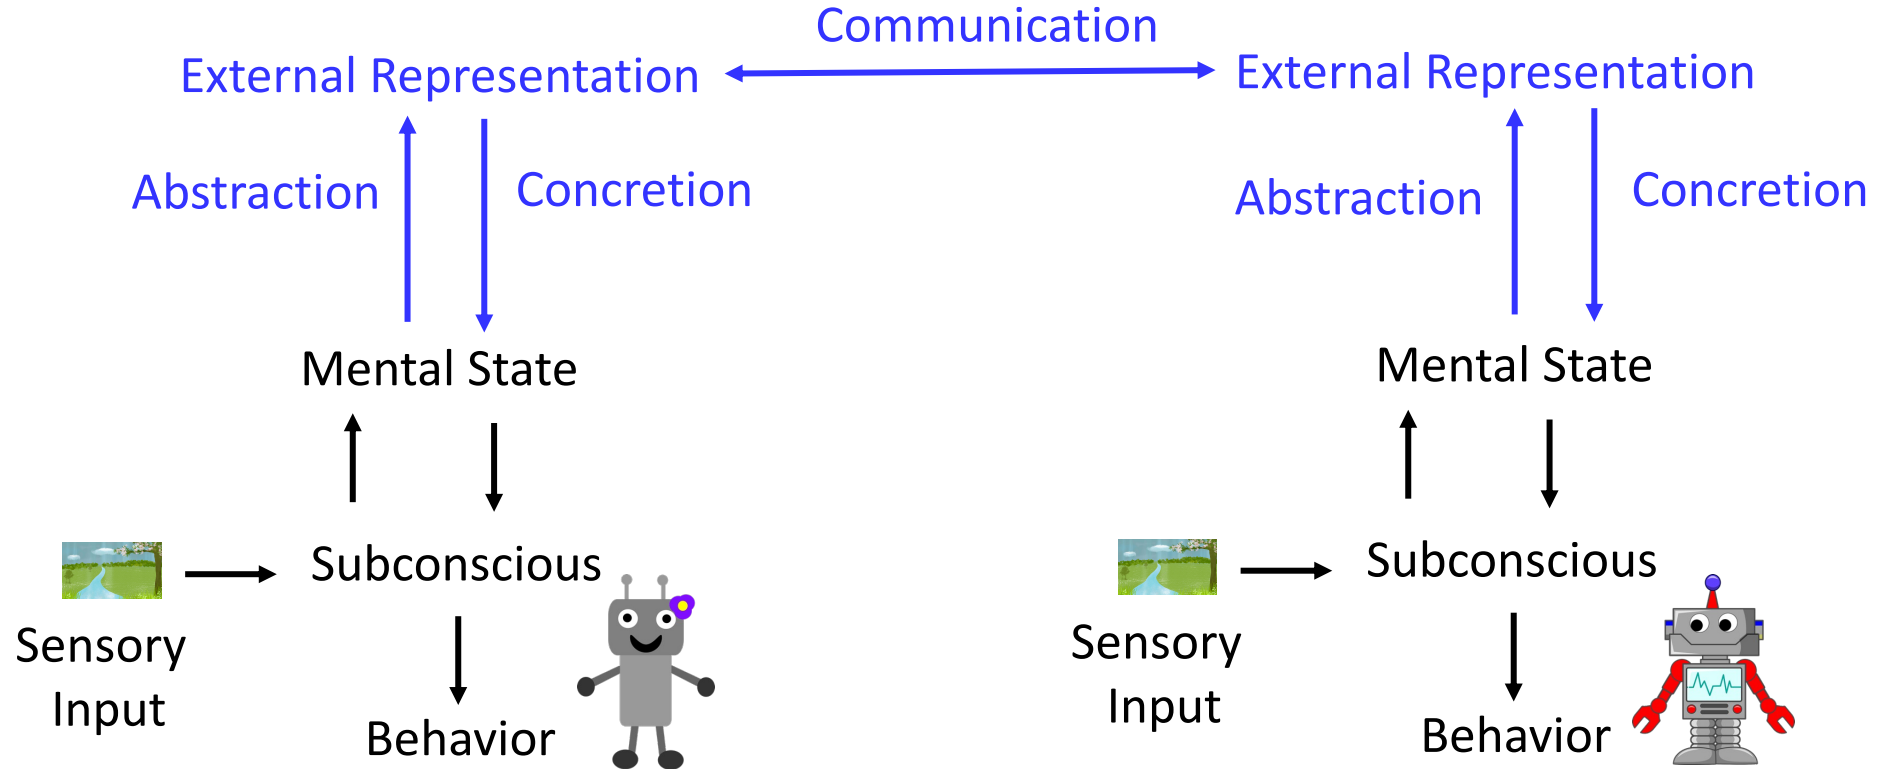 Communication
External Representation
External Representation
Abstraction
Concretion
Abstraction
Concretion
Mental State
Mental State
Subconscious
Subconscious
Sensory
Input
Sensory
Input
Behavior
Behavior